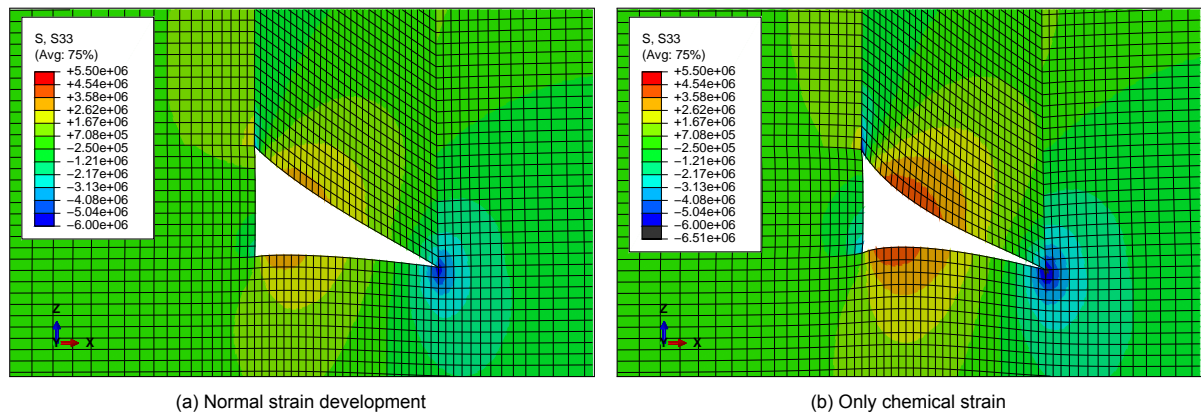 S, S33
(Avg: 75%)
+5.50e+06
+4.54e+06
+3.58e+06
+2.62e+06
+1.67e+06
+7.08e+05
−2.50e+05
−1.21e+06
−2.17e+06
−3.13e+06
−4.08e+06
−5.04e+06
−6.00e+06
Z
X
S, S33
(Avg: 75%)
+5.50e+06
+4.54e+06
+3.58e+06
+2.62e+06
+1.67e+06
+7.08e+05
−2.50e+05
−1.21e+06
−2.17e+06
−3.13e+06
−4.08e+06
−5.04e+06
−6.00e+06
−6.51e+06
Z
X
(a) Normal strain development
(b) Only chemical strain